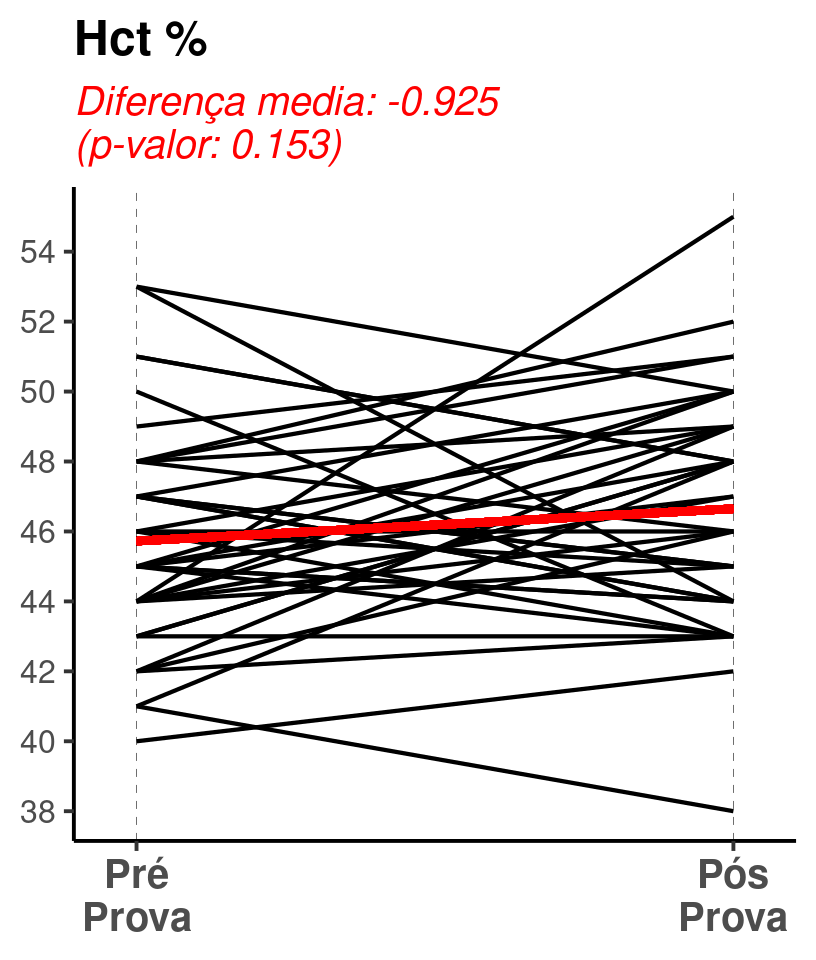 Hct %
Diferença media: -0.925
(p-valor: 0.153)
54
52
50
48
46
44
42
40
38
Pré
Prova
Pós
Prova